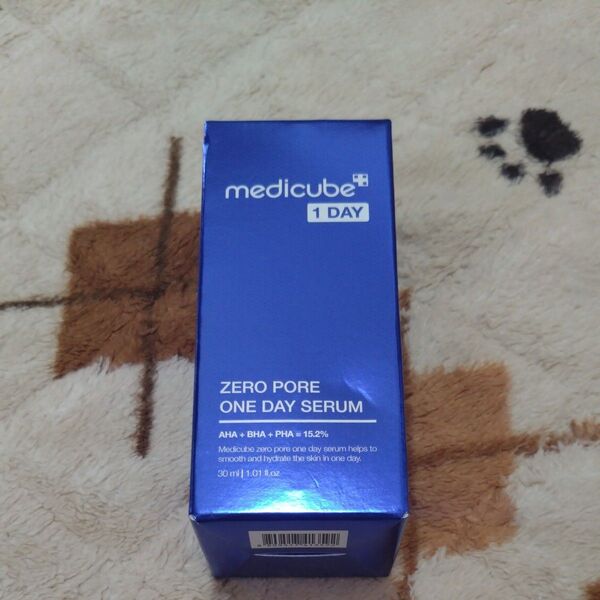 medicube
1 DAY
ZERO PORE
ONE DAY SERUM
AHA + BHA + PHA = 15.2%
Medicube zero pore one day serum helps to
smooth and hydrate the skin in one day.
30 ml | 1.01 fl.oz